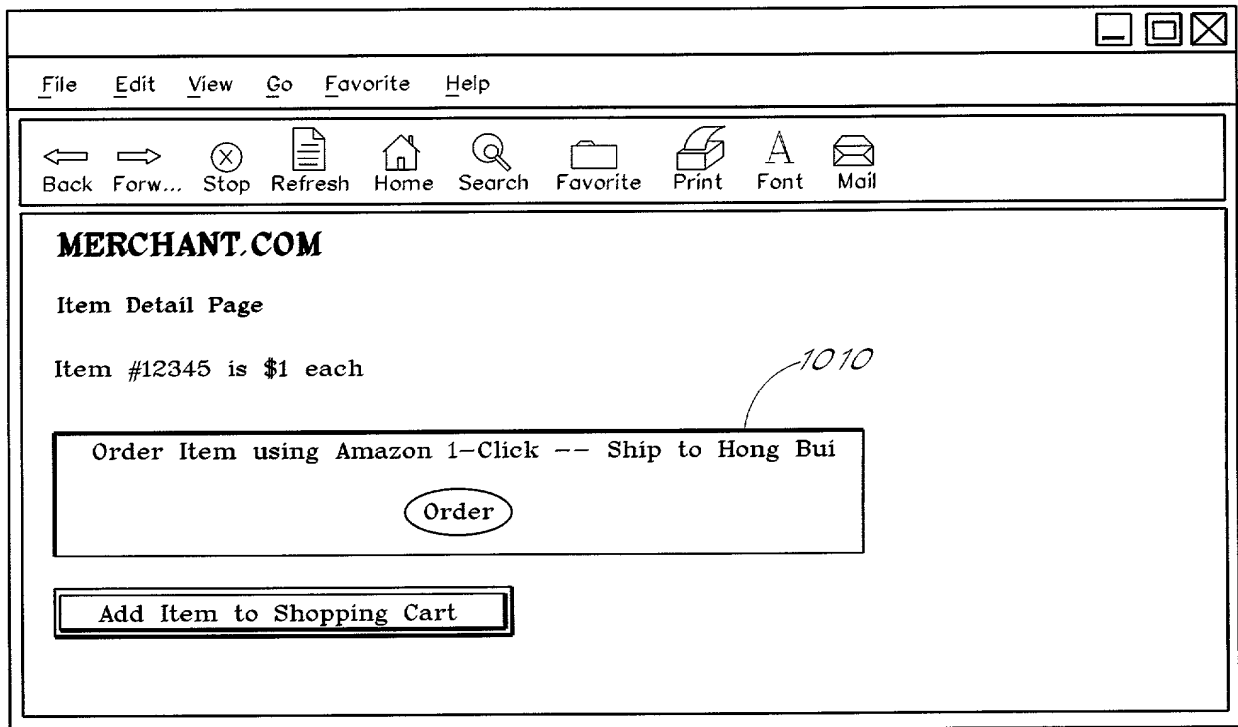 File Edit View Go Favorite Help
Back Forw... Stop Refresh Home Search Favorite Print Font Mail
MERCHANT.COM
Item Detail Page
Item #12345 is $1 each
1010
Order Item using Amazon 1-Click -- Ship to Hong Bui
Order
Add Item to Shopping Cart